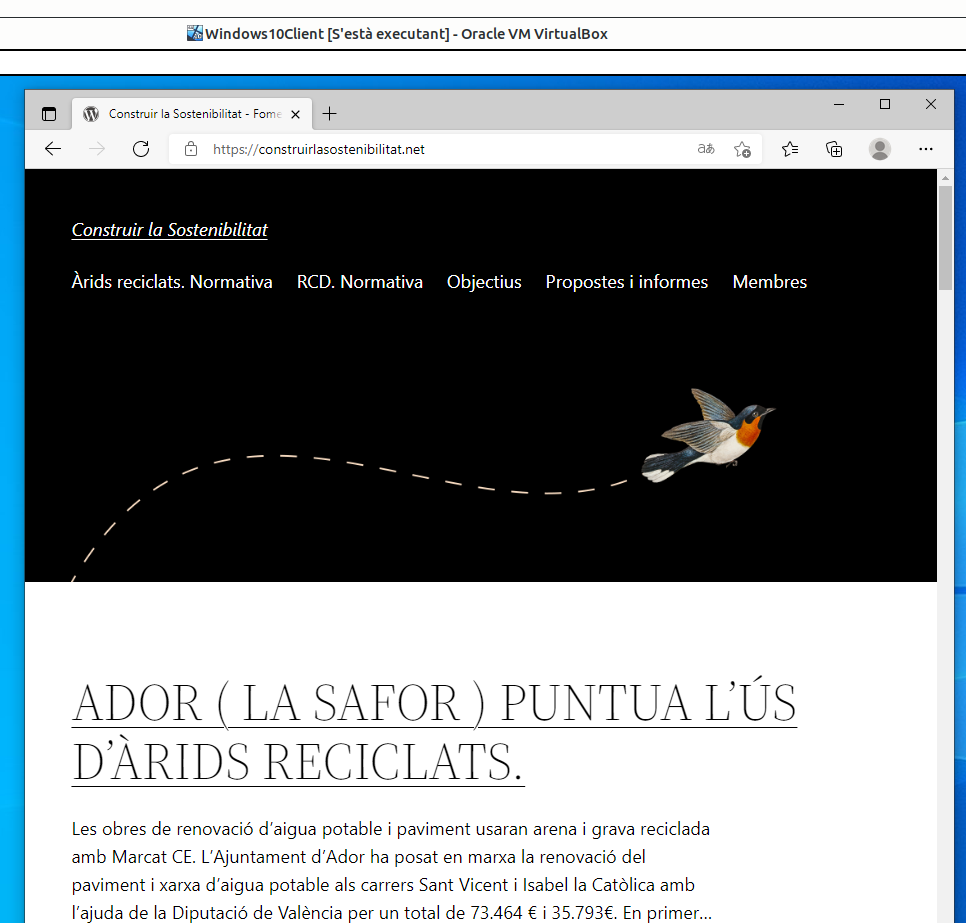 Windows10Client [S'està executant] - Oracle VM VirtualBox
Construir la Sostenibilitat - Fome
https://construirlasostenibilitat.net
aあ
Construir la Sostenibilitat
Àrids reciclats. Normativa RCD. Normativa Objectius Propostes i informes Membres
ADOR ( LA SAFOR ) PUNTUA L’ÚS
D’ÀRIDS RECICLATS.
Les obres de renovació d’aigua potable i paviment usaran arena i grava reciclada
amb Marcat CE. L’Ajuntament d’Ador ha posat en marxa la renovació del
paviment i xarxa d’aigua potable als carrers Sant Vicent i Isabel la Catòlica amb
l’ajuda de la Diputació de València per un total de 73.464 € i 35.793€. En primer…